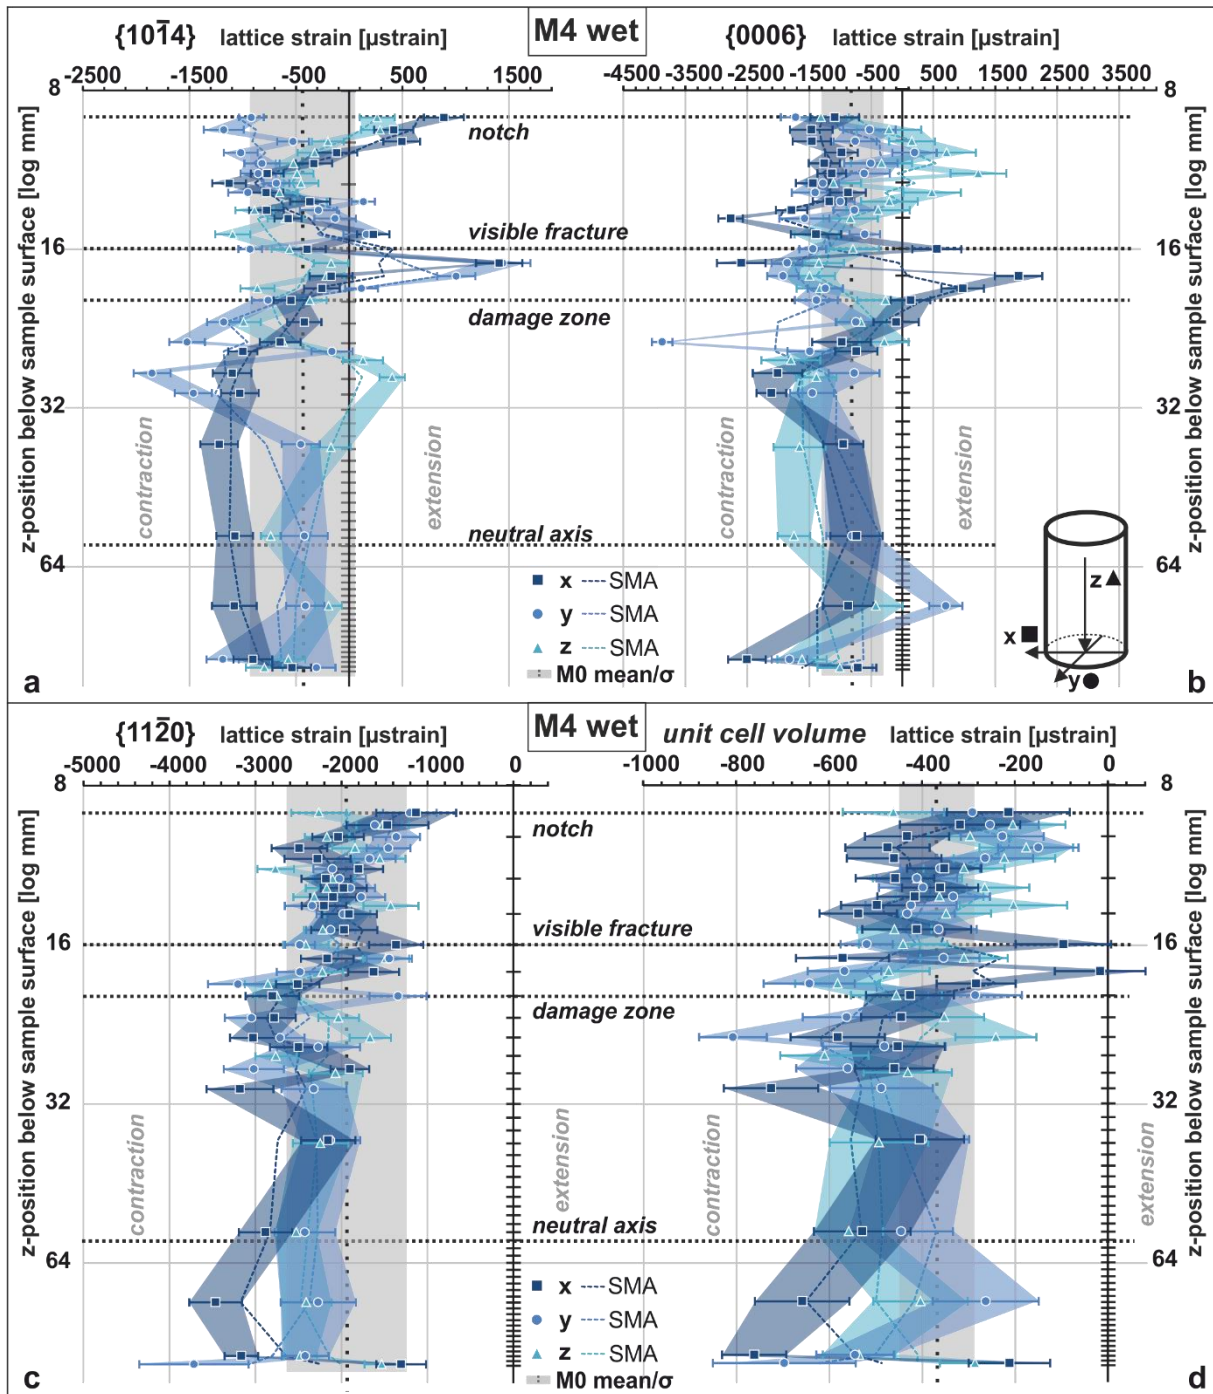 {101̄4} lattice strain [µstrain] M4 wet {0006} lattice strain [µstrain]
-2500 -1500 -500 500 1500 -4500 -3500 -2500 -1500 -500 500 1500 2500 3500
8 8
notch
visible fracture
16 16
damage zone
32 32
contraction extension contraction extension
neutral axis
64 64
z-position below sample surface [log mm]
z-position below sample surface [log mm]
x SMA
y SMA
z SMA
M0 mean/σ
z
x
y
a b
{112̄0} lattice strain [µstrain] M4 wet unit cell volume lattice strain [µstrain]
-5000 -4000 -3000 -2000 -1000 0 -1000 -800 -600 -400 -200 0
8 8
notch
visible fracture
16 16
damage zone
32 32
contraction extension contraction extension
neutral axis
64 64
z-position below sample surface [log mm]
z-position below sample surface [log mm]
x SMA
y SMA
z SMA
M0 mean/σ
c d